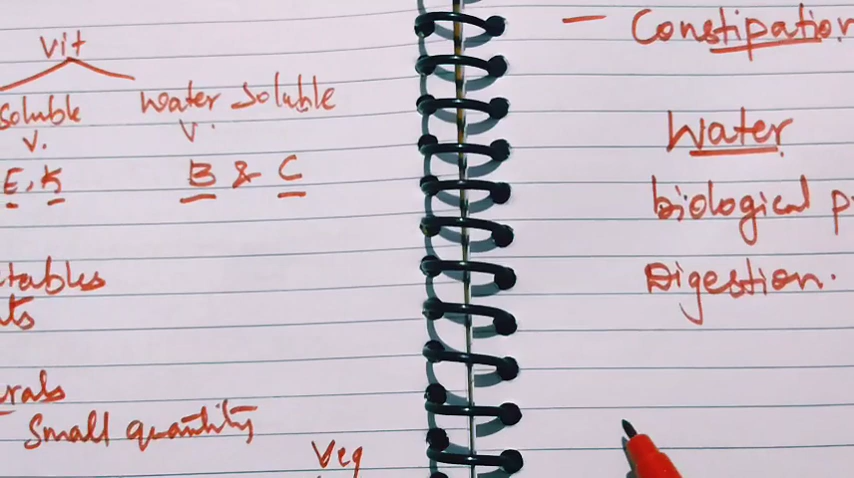 vit
soluble
Water Soluble
V.
V.
E, K
B & C
tables
ts
rals
Small quantity
Veg
- Constipation
Water
biological p
Digestion.